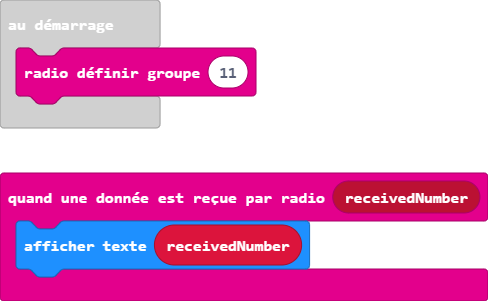 au démarrage
radio définir groupe 11
quand une donnée est reçue par radio receivedNumber
afficher texte receivedNumber